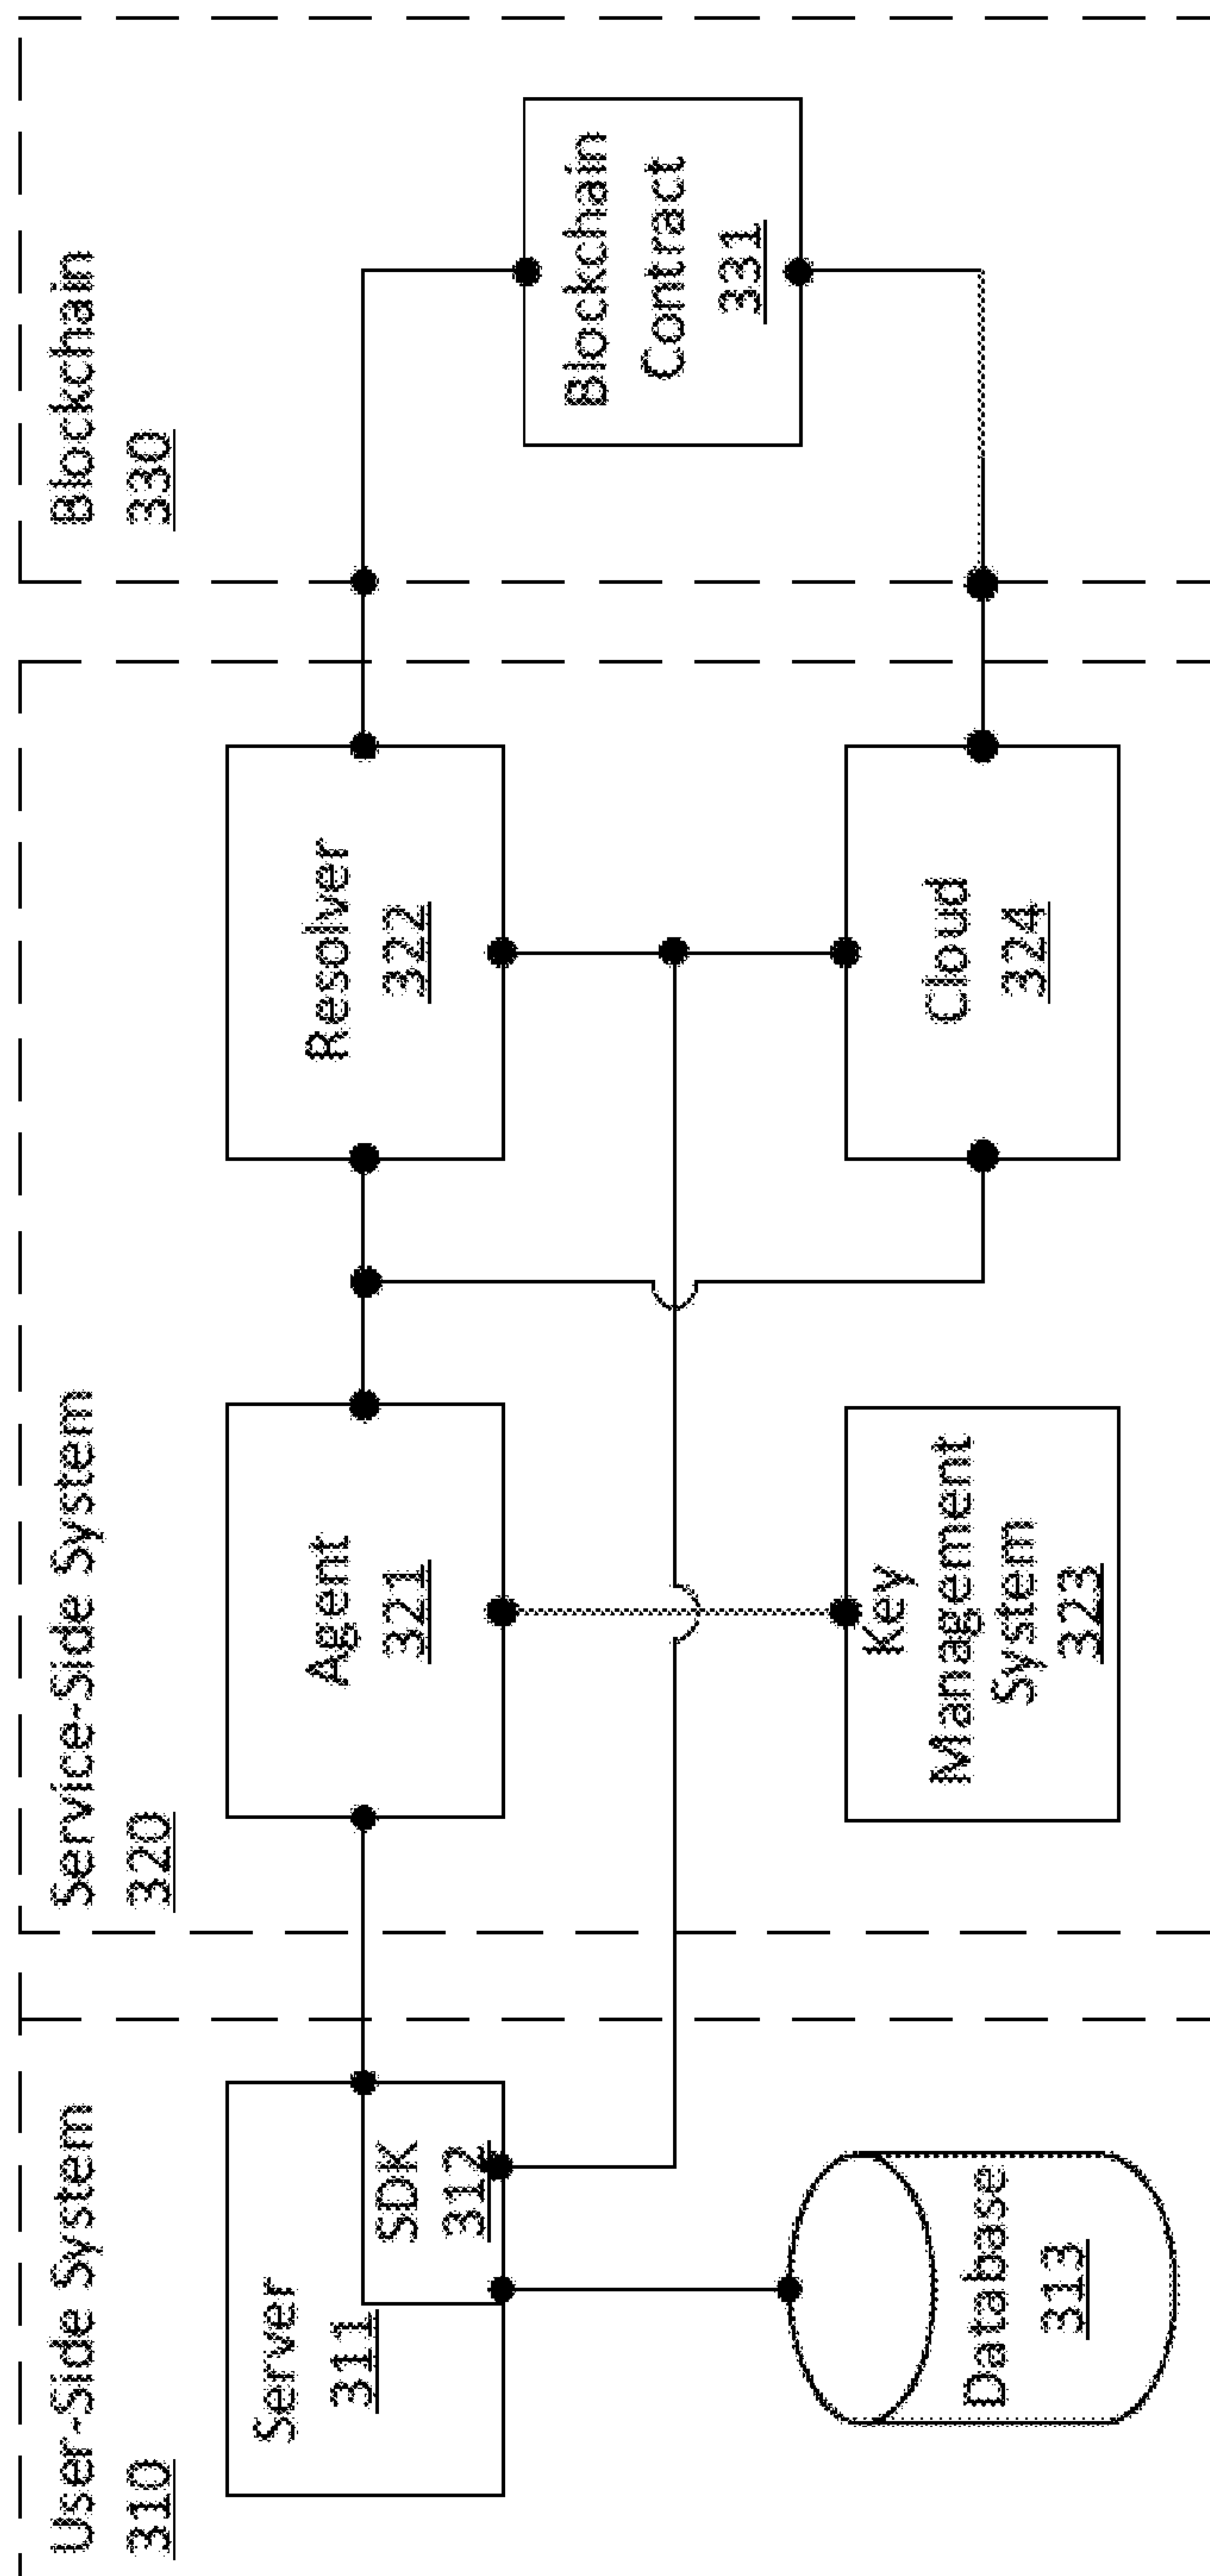 User-Side System
310
Server
311
SDK
312
Database
313
Service-Side System
320
Agent
321
Resolver
322
Key
Management
System
323
Cloud
324
Blockchain
330
Blockchain
Contract
331